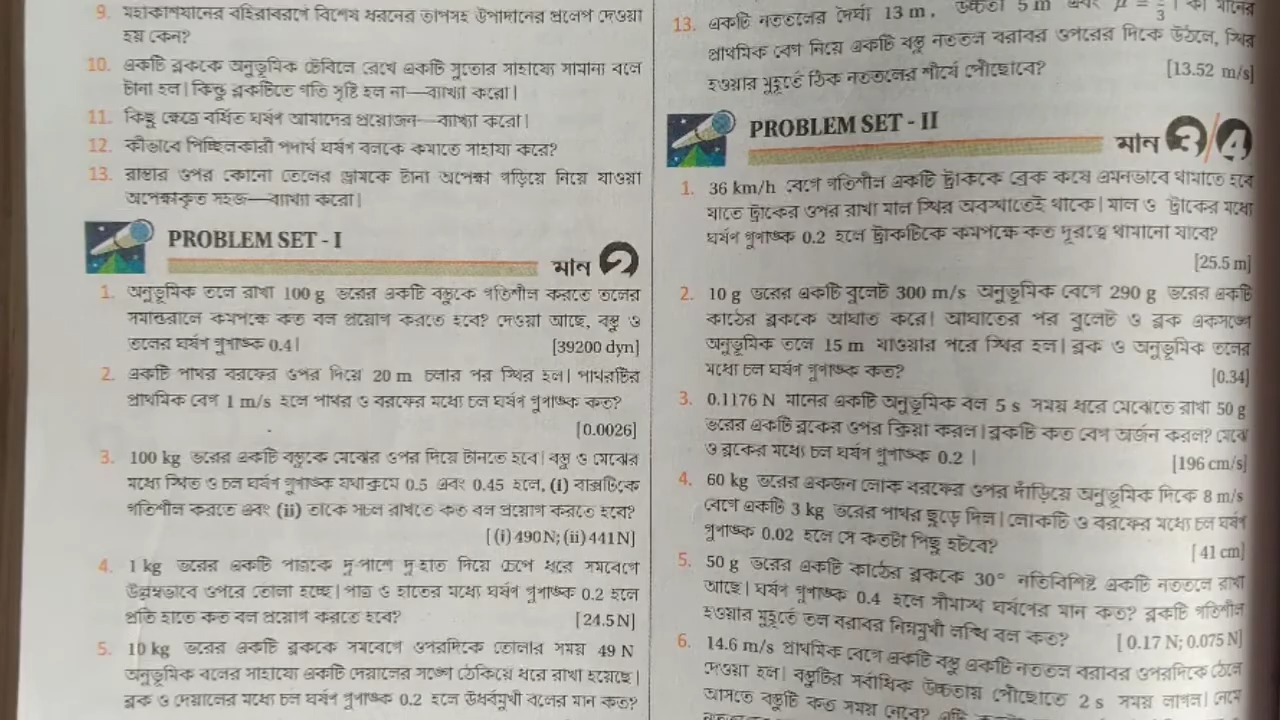 9. মহাকাশযানের বহিরাবরণে বিশেষ ধরনের তাপসহ উপাদানের প্রলেপ দেওয়া
হয় কেন?
10. একটি ব্লককে অনুভূমিক টেবিলে রেখে একটি সুতোর সাহায্যে সামান্য বলে
টানা হল। কিন্তু ব্লকটিতে গতি সৃষ্টি হল না—ব্যাখ্যা করো।
11. কিছু ক্ষেত্রে বর্ধিত ঘর্ষণ আমাদের প্রয়োজন—ব্যাখ্যা করো।
12. কীভাবে পিচ্ছিলকারী পদার্থ ঘর্ষণ বলকে কমাতে সাহায্য করে?
13. রাস্তার ওপর কোনো তেলের ড্রামকে টানা অপেক্ষা গড়িয়ে নিয়ে যাওয়া
অপেক্ষাকৃত সহজ—ব্যাখ্যা করো।
PROBLEM SET - I
মান 2
1. অনুভূমিক তলে রাখা 100 g ভরের একটি বস্তুকে গতিশীল করতে তলের
সমান্তরালে কমপক্ষে কত বল প্রয়োগ করতে হবে? দেওয়া আছে, বস্তু ও
তলের ঘর্ষণ গুণাঙ্ক 0.4। [39200 dyn]
2. একটি পাথর বরফের ওপর দিয়ে 20 m চলার পর স্থির হল। পাথরটির
প্রাথমিক বেগ 1 m/s হলে পাথর ও বরফের মধ্যে চল ঘর্ষণ গুণাঙ্ক কত?
[0.0026]
3. 100 kg ভরের একটি বস্তুকে মেঝের ওপর দিয়ে টানতে হবে। বস্তু ও মেঝের
মধ্যে স্থিত ও চল ঘর্ষণ গুণাঙ্ক যথাক্রমে 0.5 এবং 0.45 হলে, (i) বাক্সটিকে
গতিশীল করতে এবং (ii) তাকে সচল রাখতে কত বল প্রয়োগ করতে হবে?
[ (i) 490 N; (ii) 441 N]
4. 1 kg ভরের একটি পাত্রকে দু-পাশে দু-হাত দিয়ে চেপে ধরে সমবেগে
উল্লম্বভাবে ওপরে তোলা হচ্ছে। পাত্র ও হাতের মধ্যে ঘর্ষণ গুণাঙ্ক 0.2 হলে
প্রতি হাতে কত বল প্রয়োগ করতে হবে? [24.5 N]
5. 10 kg ভরের একটি ব্লককে সমবেগে ওপরদিকে তোলার সময় 49 N
অনুভূমিক বলের সাহায্যে একটি দেয়ালের সঙ্গে ঠেকিয়ে ধরে রাখা হয়েছে।
ব্লক ও দেয়ালের মধ্যে চল ঘর্ষণ গুণাঙ্ক 0.2 হলে ঊর্ধ্বমুখী বলের মান কত?
13. একটি নততলের দৈর্ঘ্য 13 m, উচ্চতা 5 m এবং μ = 3। কী মানের
প্রাথমিক বেগ নিয়ে একটি বস্তু নততল বরাবর ওপরের দিকে উঠলে, স্থির
হওয়ার মুহূর্তে ঠিক নততলের শীর্ষে পৌঁছোবে? [13.52 m/s]
PROBLEM SET - II
মান 3/4
1. 36 km/h বেগে গতিশীল একটি ট্রাককে ব্রেক কষে এমনভাবে থামাতে হবে
যাতে ট্রাকের ওপর রাখা মাল স্থির অবস্থাতেই থাকে। মাল ও ট্রাকের মধ্যে
ঘর্ষণ গুণাঙ্ক 0.2 হলে ট্রাকটিকে কমপক্ষে কত দূরত্বে থামানো যাবে?
[25.5 m]
2. 10 g ভরের একটি বুলেট 300 m/s অনুভূমিক বেগে 290 g ভরের একটি
কাঠের ব্লককে আঘাত করে। আঘাতের পর বুলেট ও ব্লক একসঙ্গে
অনুভূমিক তলে 15 m যাওয়ার পরে স্থির হল। ব্লক ও অনুভূমিক তলের
মধ্যে চল ঘর্ষণ গুণাঙ্ক কত? [0.34]
3. 0.1176 N মানের একটি অনুভূমিক বল 5 s সময় ধরে মেঝেতে রাখা 50 g
ভরের একটি ব্লকের ওপর ক্রিয়া করল। ব্লকটি কত বেগ অর্জন করল? মেঝে
ও ব্লকের মধ্যে চল ঘর্ষণ গুণাঙ্ক 0.2। [196 cm/s]
4. 60 kg ভরের একজন লোক বরফের ওপর দাঁড়িয়ে অনুভূমিক দিকে 8 m/s
বেগে একটি 3 kg ভরের পাথর ছুড়ে দিল। লোকটি ও বরফের মধ্যে চল ঘর্ষণ
গুণাঙ্ক 0.02 হলে সে কতটা পিছু হটবে? [ 41 cm]
5. 50 g ভরের একটি কাঠের ব্লককে 30° নতিবিশিষ্ট একটি নততলে রাখা
আছে। ঘর্ষণ গুণাঙ্ক 0.4 হলে সীমাস্থ ঘর্ষণের মান কত? ব্লকটি গতিশীল
হওয়ার মুহূর্তে তল বরাবর নিম্নমুখী লব্ধি বল কত? [ 0.17 N; 0.075 N]
6. 14.6 m/s প্রাথমিক বেগে একটি বস্তু একটি নততল বরাবর ওপরদিকে ঠেলে
দেওয়া হল। বস্তুটির সর্বাধিক উচ্চতায় পৌঁছোতে 2 s সময় লাগল। নেমে
আসতে বস্তুটি কত সময় নেবে?